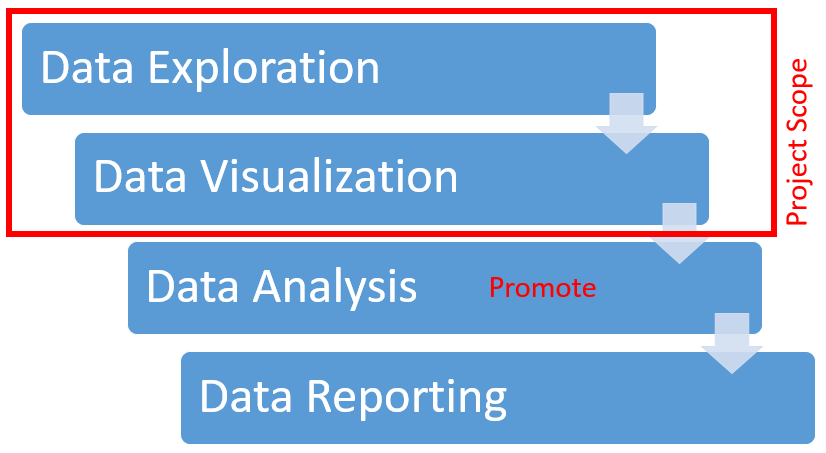 Data Exploration
Data Visualization
Project Scope
Data Analysis
Promote
Data Reporting